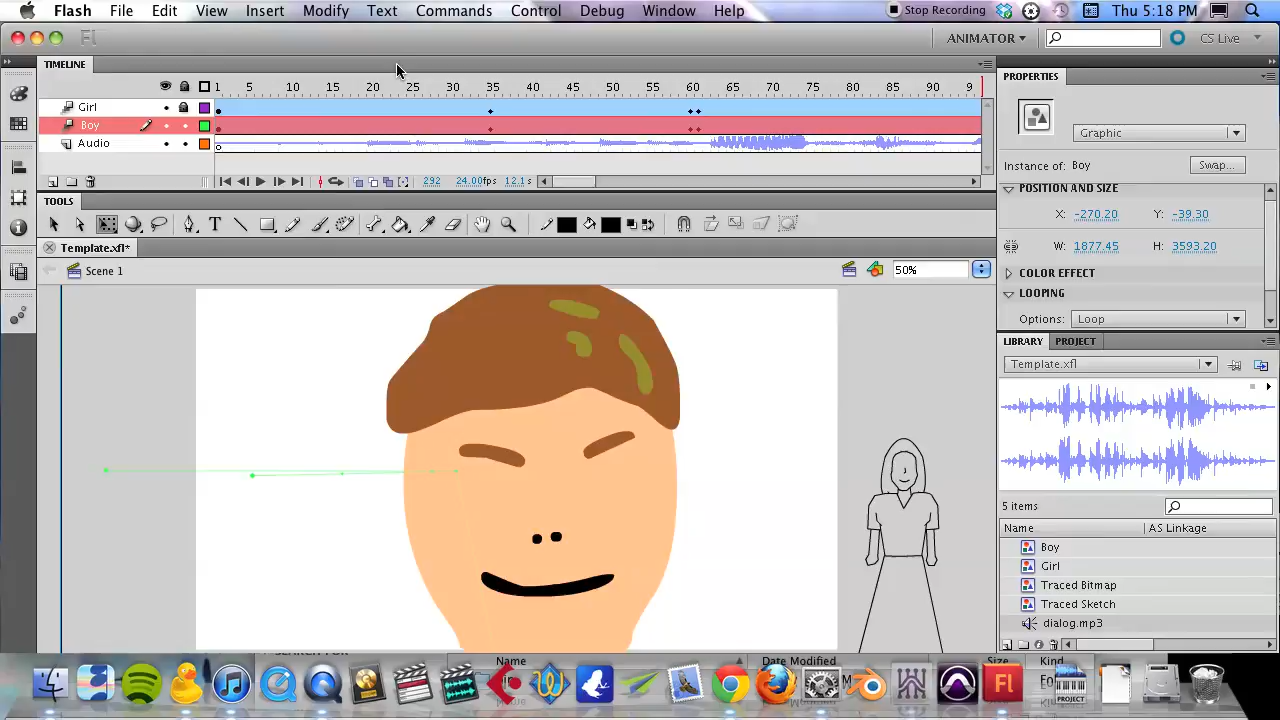 Flash File Edit View Insert Modify Text Commands Control Debug Window Help Stop Recording Thu 5:18 PM
Fl ANIMATOR CS Live
TIMELINE
1 5 10 15 20 25 30 35 40 45 50 55 60 65 70 75 80 85 90 9
Girl
Boy
Audio
292 24.00fps 12.1s
TOOLS
Template.xfl*
Scene 1 50%
PROPERTIES
Graphic
Instance of: Boy Swap...
POSITION AND SIZE
X: -270.20 Y: -39.30
W: 1877.45 H: 3593.20
COLOR EFFECT
LOOPING
Options: Loop
LIBRARY PROJECT
Template.xfl
5 items
Name AS Linkage
Boy
Girl
Traced Bitmap
Traced Sketch
dialog.mp3
Name Date Modified Size Kind
PROJECT
Fl